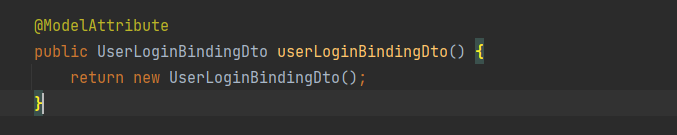 @ModelAttribute
public UserLoginBindingDto userLoginBindingDto() {
    return new UserLoginBindingDto();
}